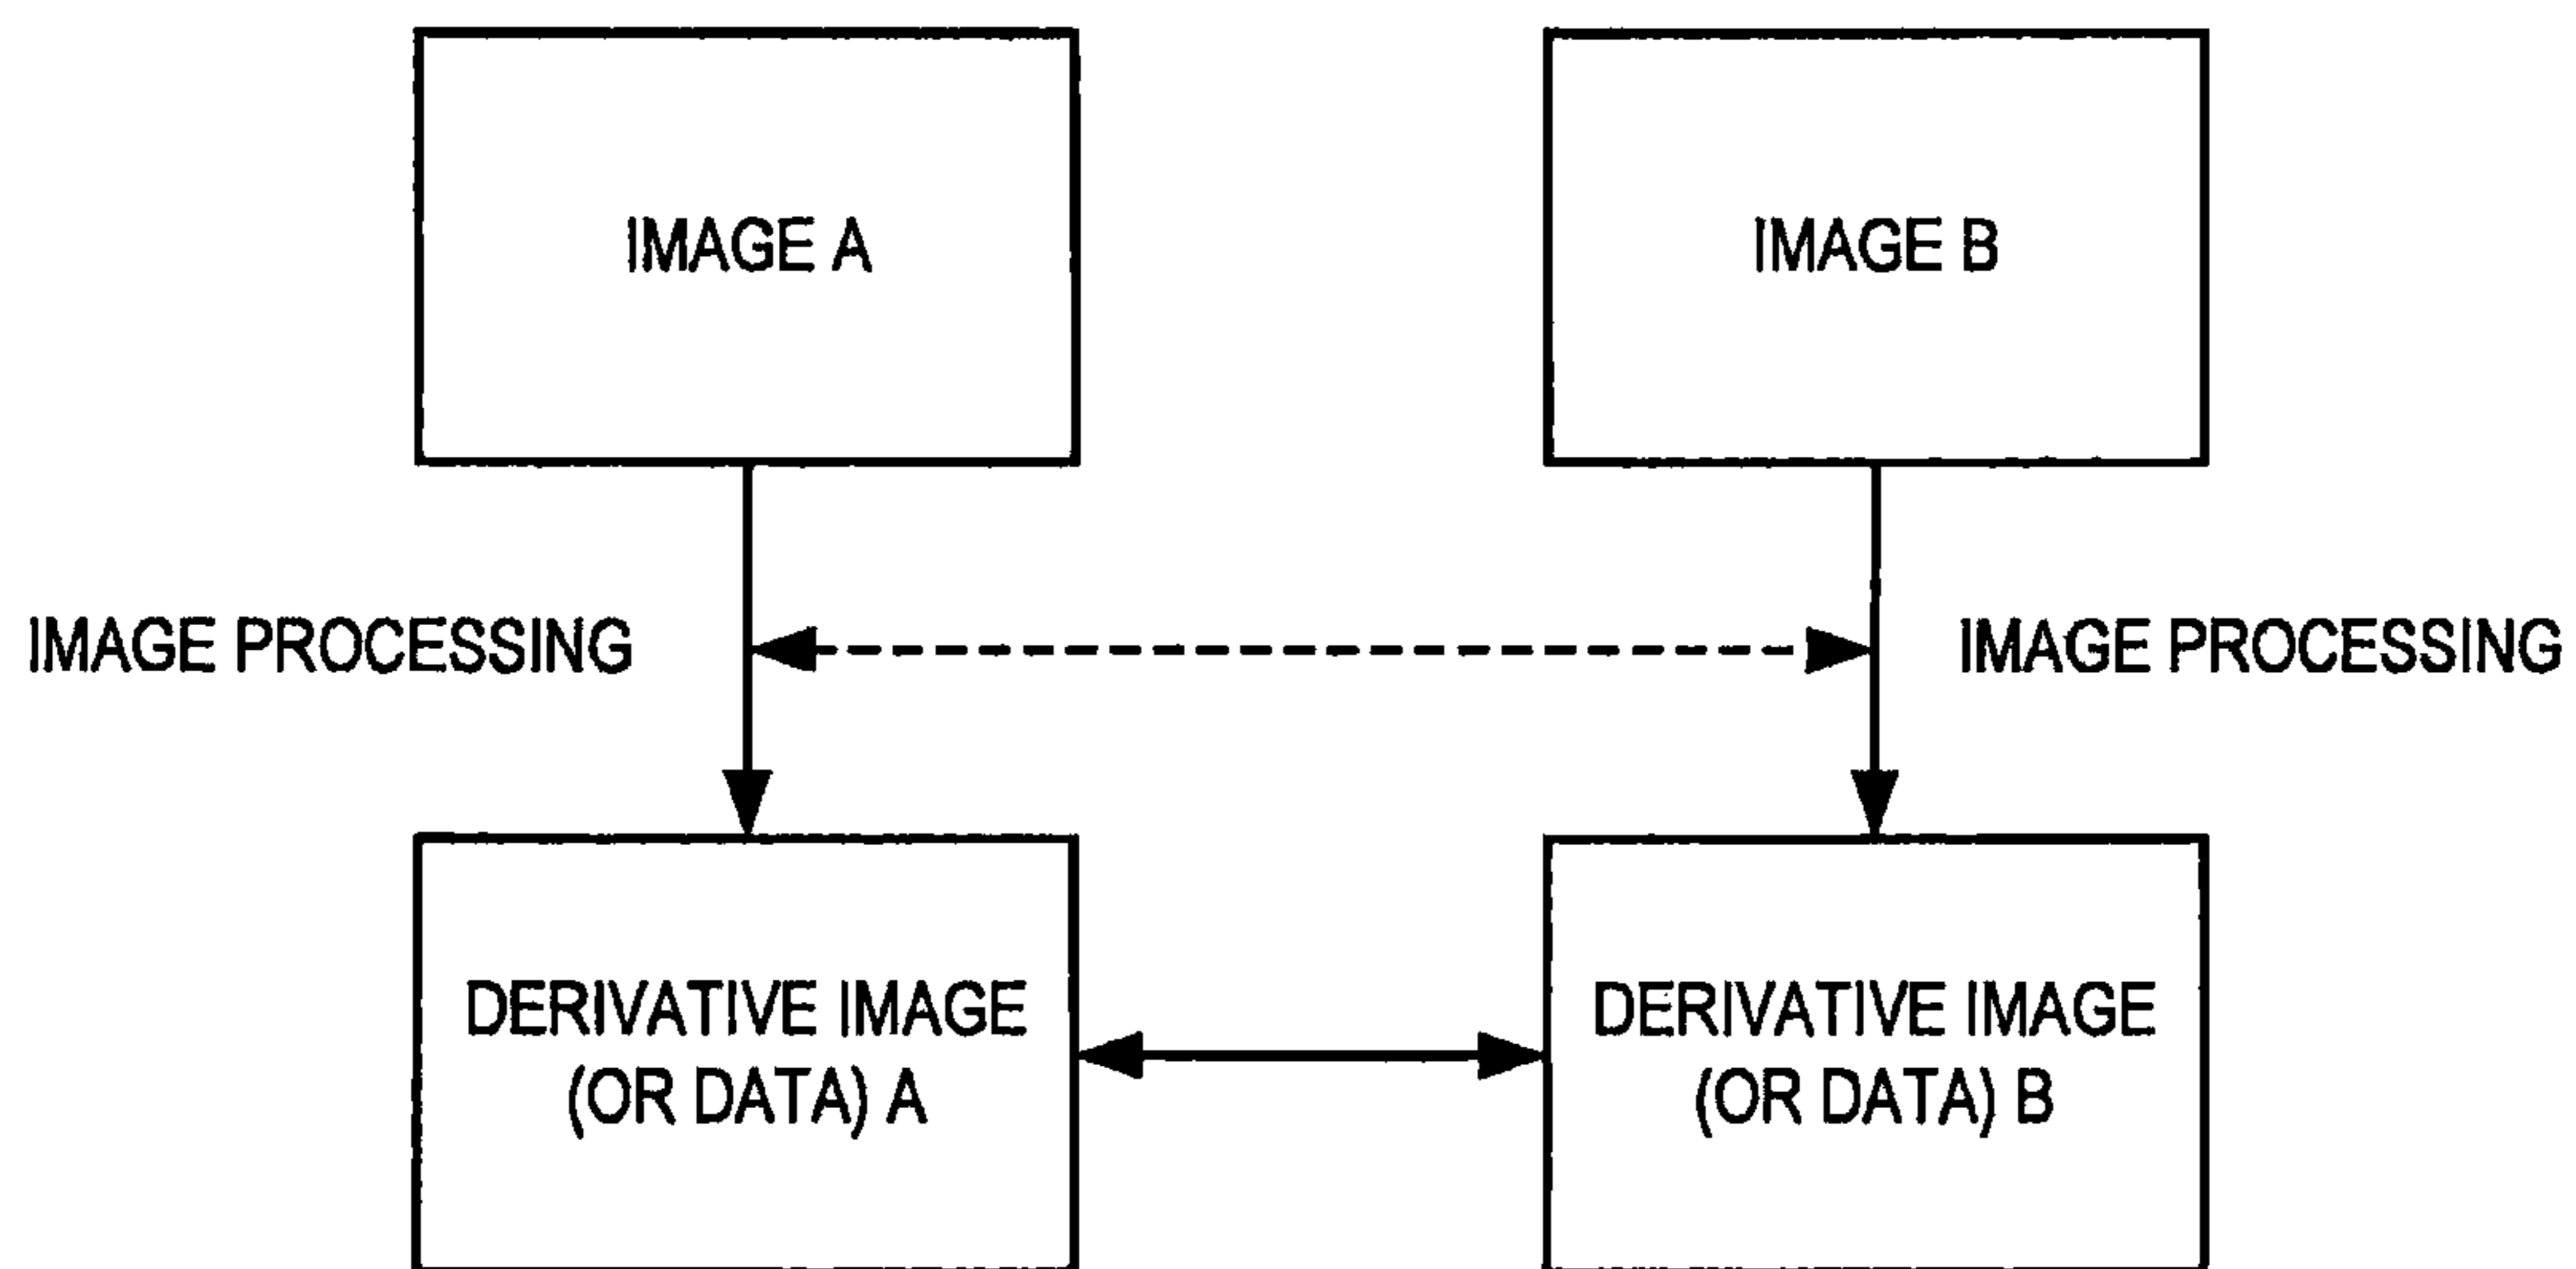 IMAGE A
IMAGE B
IMAGE PROCESSING
IMAGE PROCESSING
DERIVATIVE IMAGE
(OR DATA) A
DERIVATIVE IMAGE
(OR DATA) B